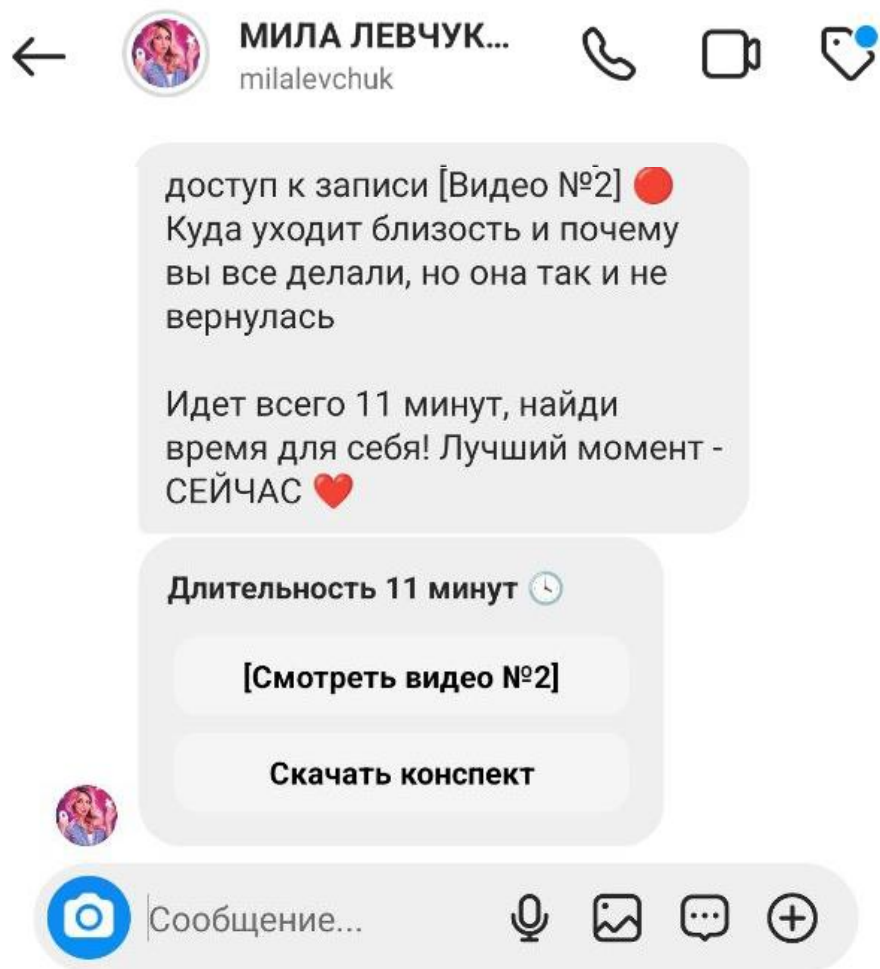 МИЛА ЛЕВЧУК...
milalevchuk
доступ к записи [Видео №2] 🔴
Куда уходит близость и почему
вы все делали, но она так и не
вернулась
Идет всего 11 минут, найди
время для себя! Лучший момент -
СЕЙЧАС ❤️
Длительность 11 минут 🕓
[Смотреть видео №2]
Скачать конспект
Сообщение...